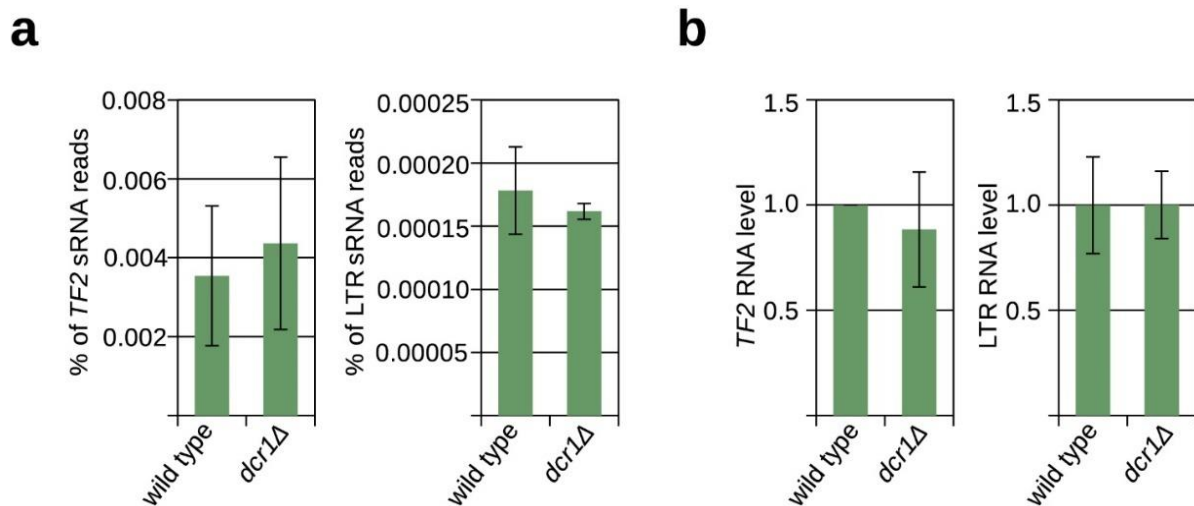 a
% of TF2 sRNA reads
0.008
0.006
0.004
0.002
wild type
dcr1Δ
% of LTR sRNA reads
0.00025
0.00020
0.00015
0.00010
0.00005
wild type
dcr1Δ
b
TF2 RNA level
1.5
1.0
0.5
wild type
dcr1Δ
LTR RNA level
1.5
1.0
0.5
wild type
dcr1Δ